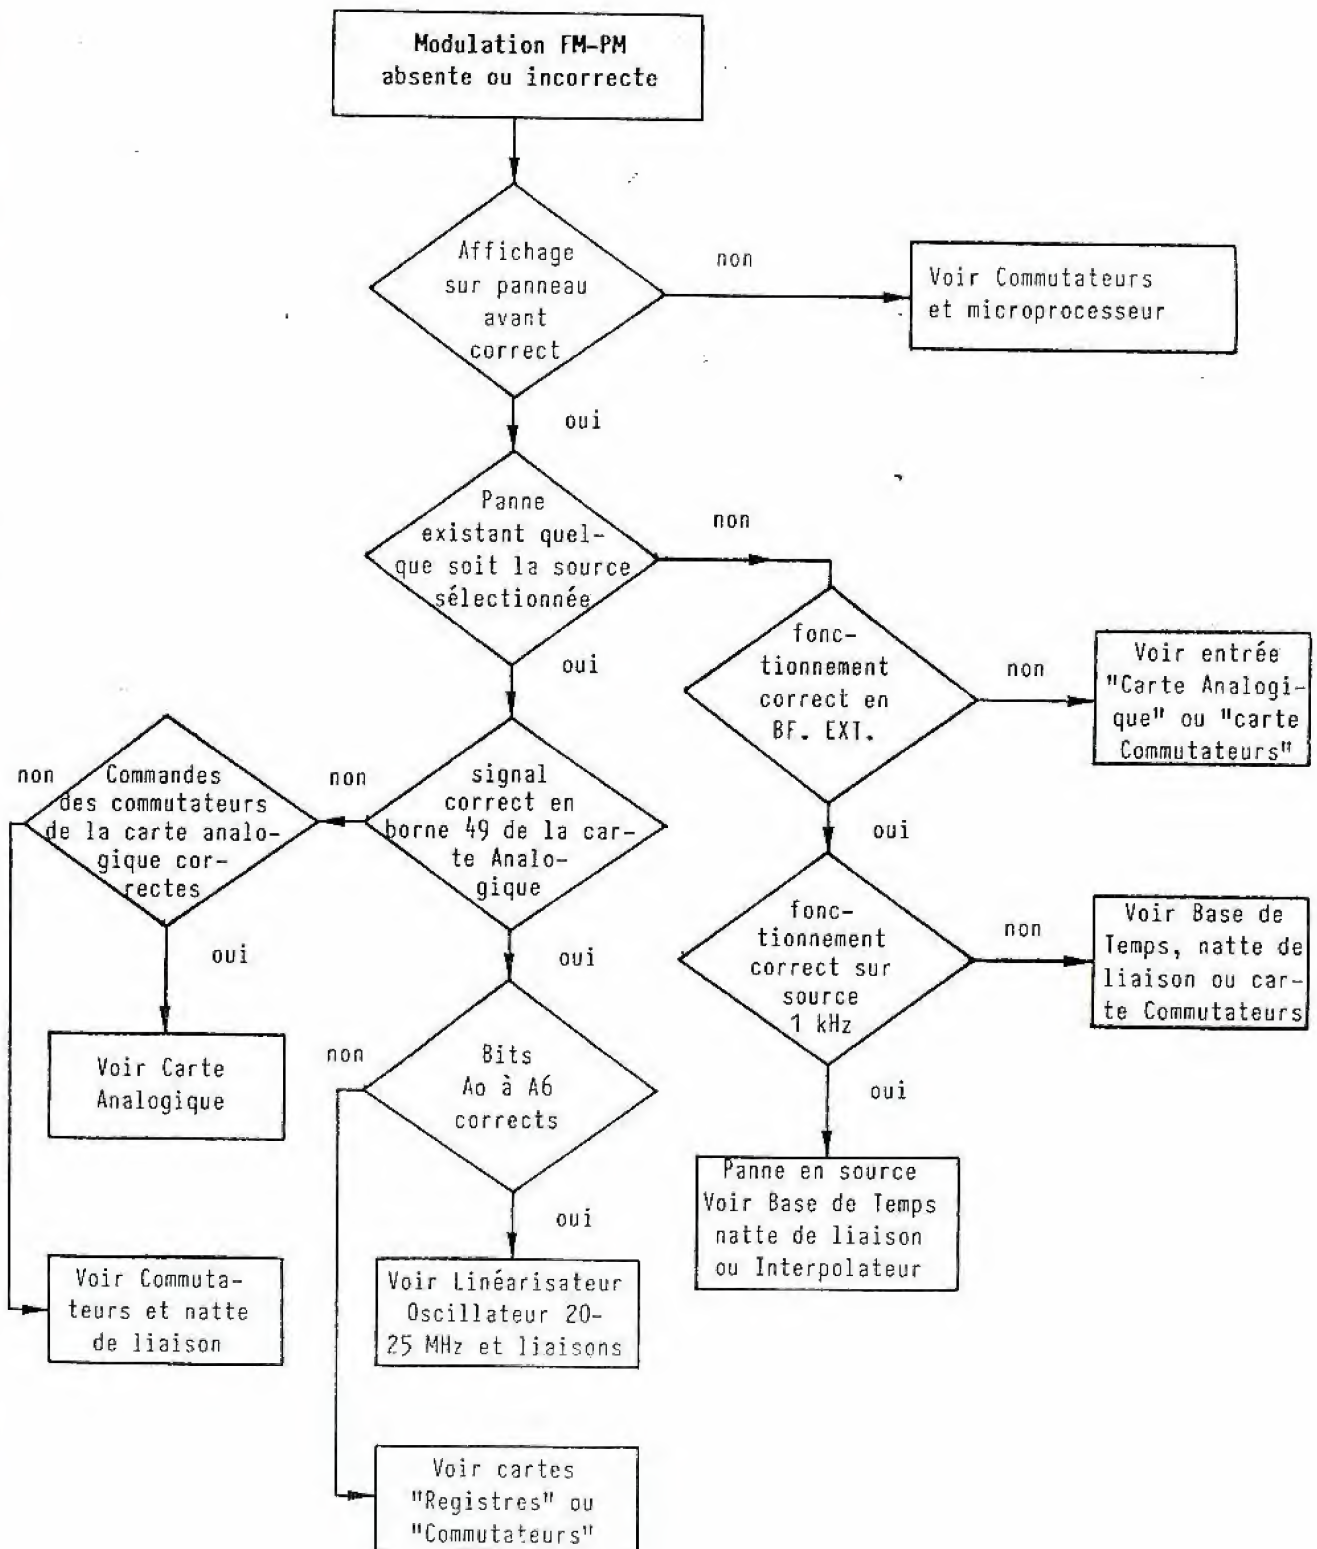 Modulation FM-PM
absente ou incorrecte
Affichage
sur panneau
avant
correct
non
Voir Commutateurs
et microprocesseur
oui
Panne
existant quel-
que soit la source
sélectionnée
non
oui
fonc-
tionnement
correct en
BF. EXT.
non
Voir entrée
"Carte Analogi-
que" ou "carte
Commutateurs"
oui
non
Commandes
des commutateurs
de la carte analo-
gique cor-
rectes
non
signal
correct en
borne 49 de la car-
te Analo-
gique
oui
oui
fonc-
tionnement
correct sur
source
1 kHz
non
Voir Base de
Temps, natte de
liaison ou car-
te Commutateurs
oui
Voir Carte
Analogique
non
Bits
Ao à A6
corrects
oui
Panne en source
Voir Base de Temps
natte de liaison
ou Interpolateur
Voir Commuta-
teurs et natte
de liaison
Voir Linéarisateur
Oscillateur 20-
25 MHz et liaisons
Voir cartes
"Registres" ou
"Commutateurs"